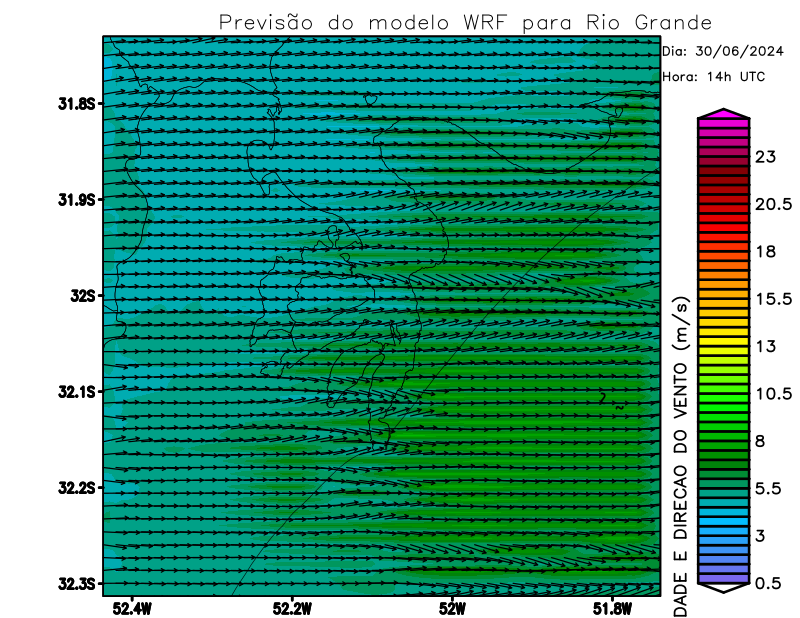 Previsão do modelo WRF para Rio Grande
Dia: 30/06/2024
Hora: 14h UTC
31.8S
31.9S
32S
32.1S
32.2S
32.3S
52.4W
52.2W
52W
51.8W
23
20.5
18
15.5
13
10.5
8
5.5
3
0.5
DADE E DIRECAO DO VENTO (m/s)